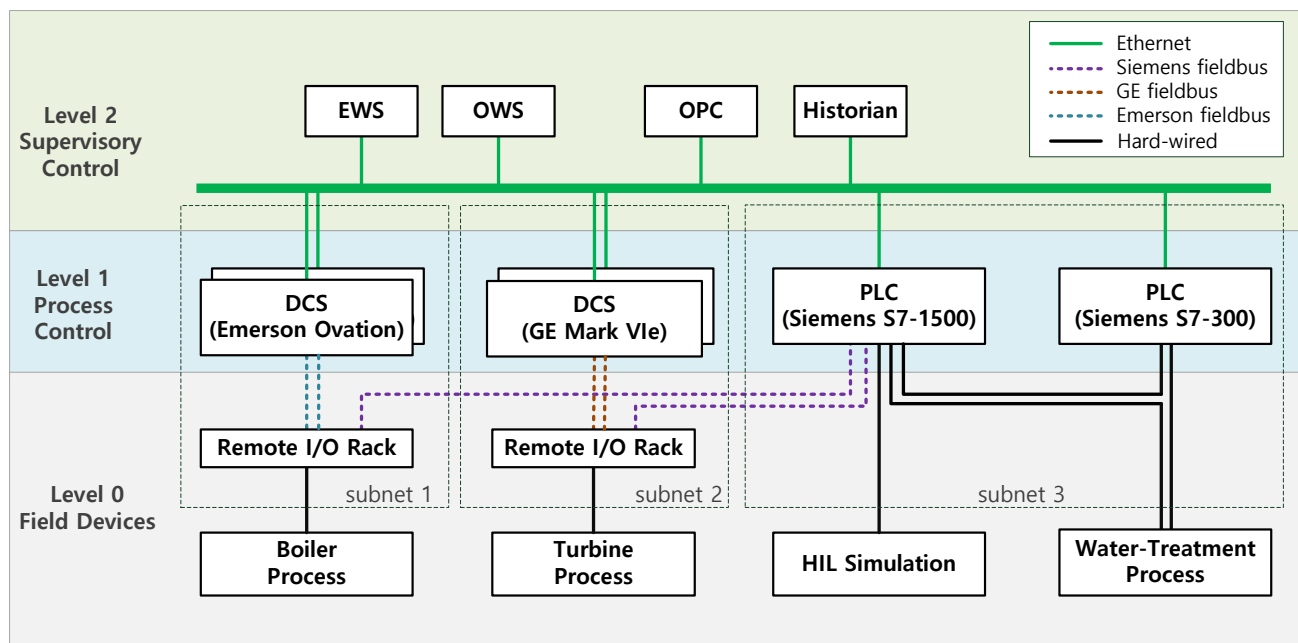 Ethernet
Siemens fieldbus
GE fieldbus
Emerson fieldbus
Hard-wired
Level 2
Supervisory
Control
EWS
OWS
OPC
Historian
Level 1
Process
Control
DCS
(Emerson Ovation)
DCS
(GE Mark VIe)
PLC
(Siemens S7-1500)
PLC
(Siemens S7-300)
Level 0
Field Devices
Remote I/O Rack
Remote I/O Rack
subnet 1
subnet 2
subnet 3
Boiler
Process
Turbine
Process
HIL Simulation
Water-Treatment
Process